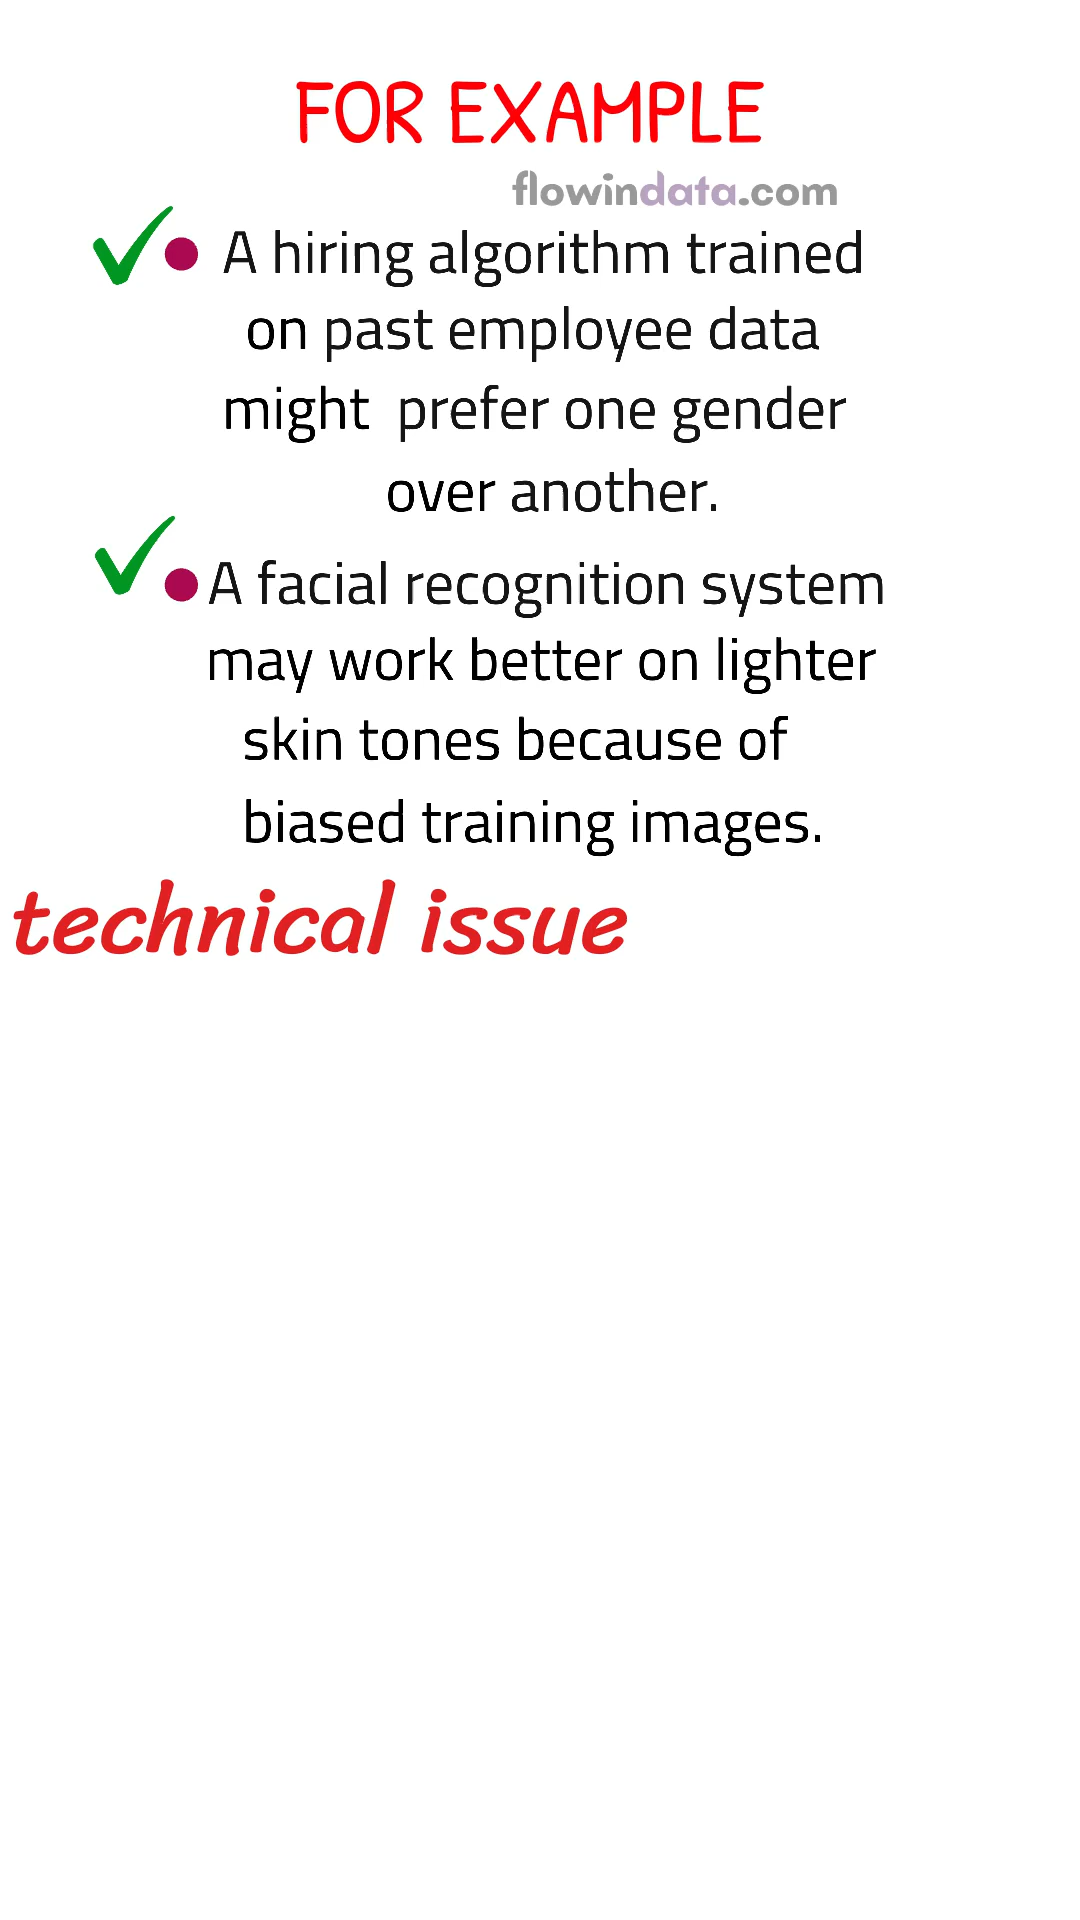 FOR EXAMPLE
flowindata.com
A hiring algorithm trained
on past employee data
might prefer one gender
over another.
A facial recognition system
may work better on lighter
skin tones because of
biased training images.
technical issue